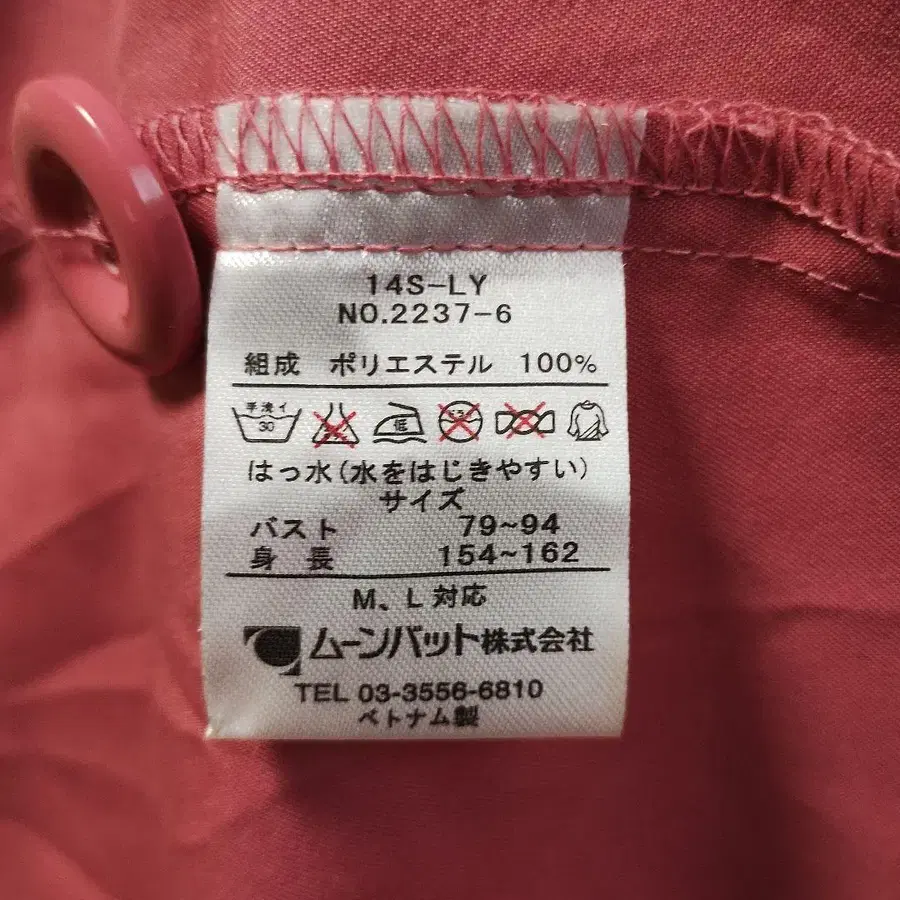 14S-LY
NO.2237-6
組成 ポリエステル 100%
手洗イ 30 低
はっ水(水をはじきやすい)
サイズ
バスト 79~94
身長 154~162
M、L 対応
ムーンバット株式会社
TEL 03-3556-6810
ベトナム製